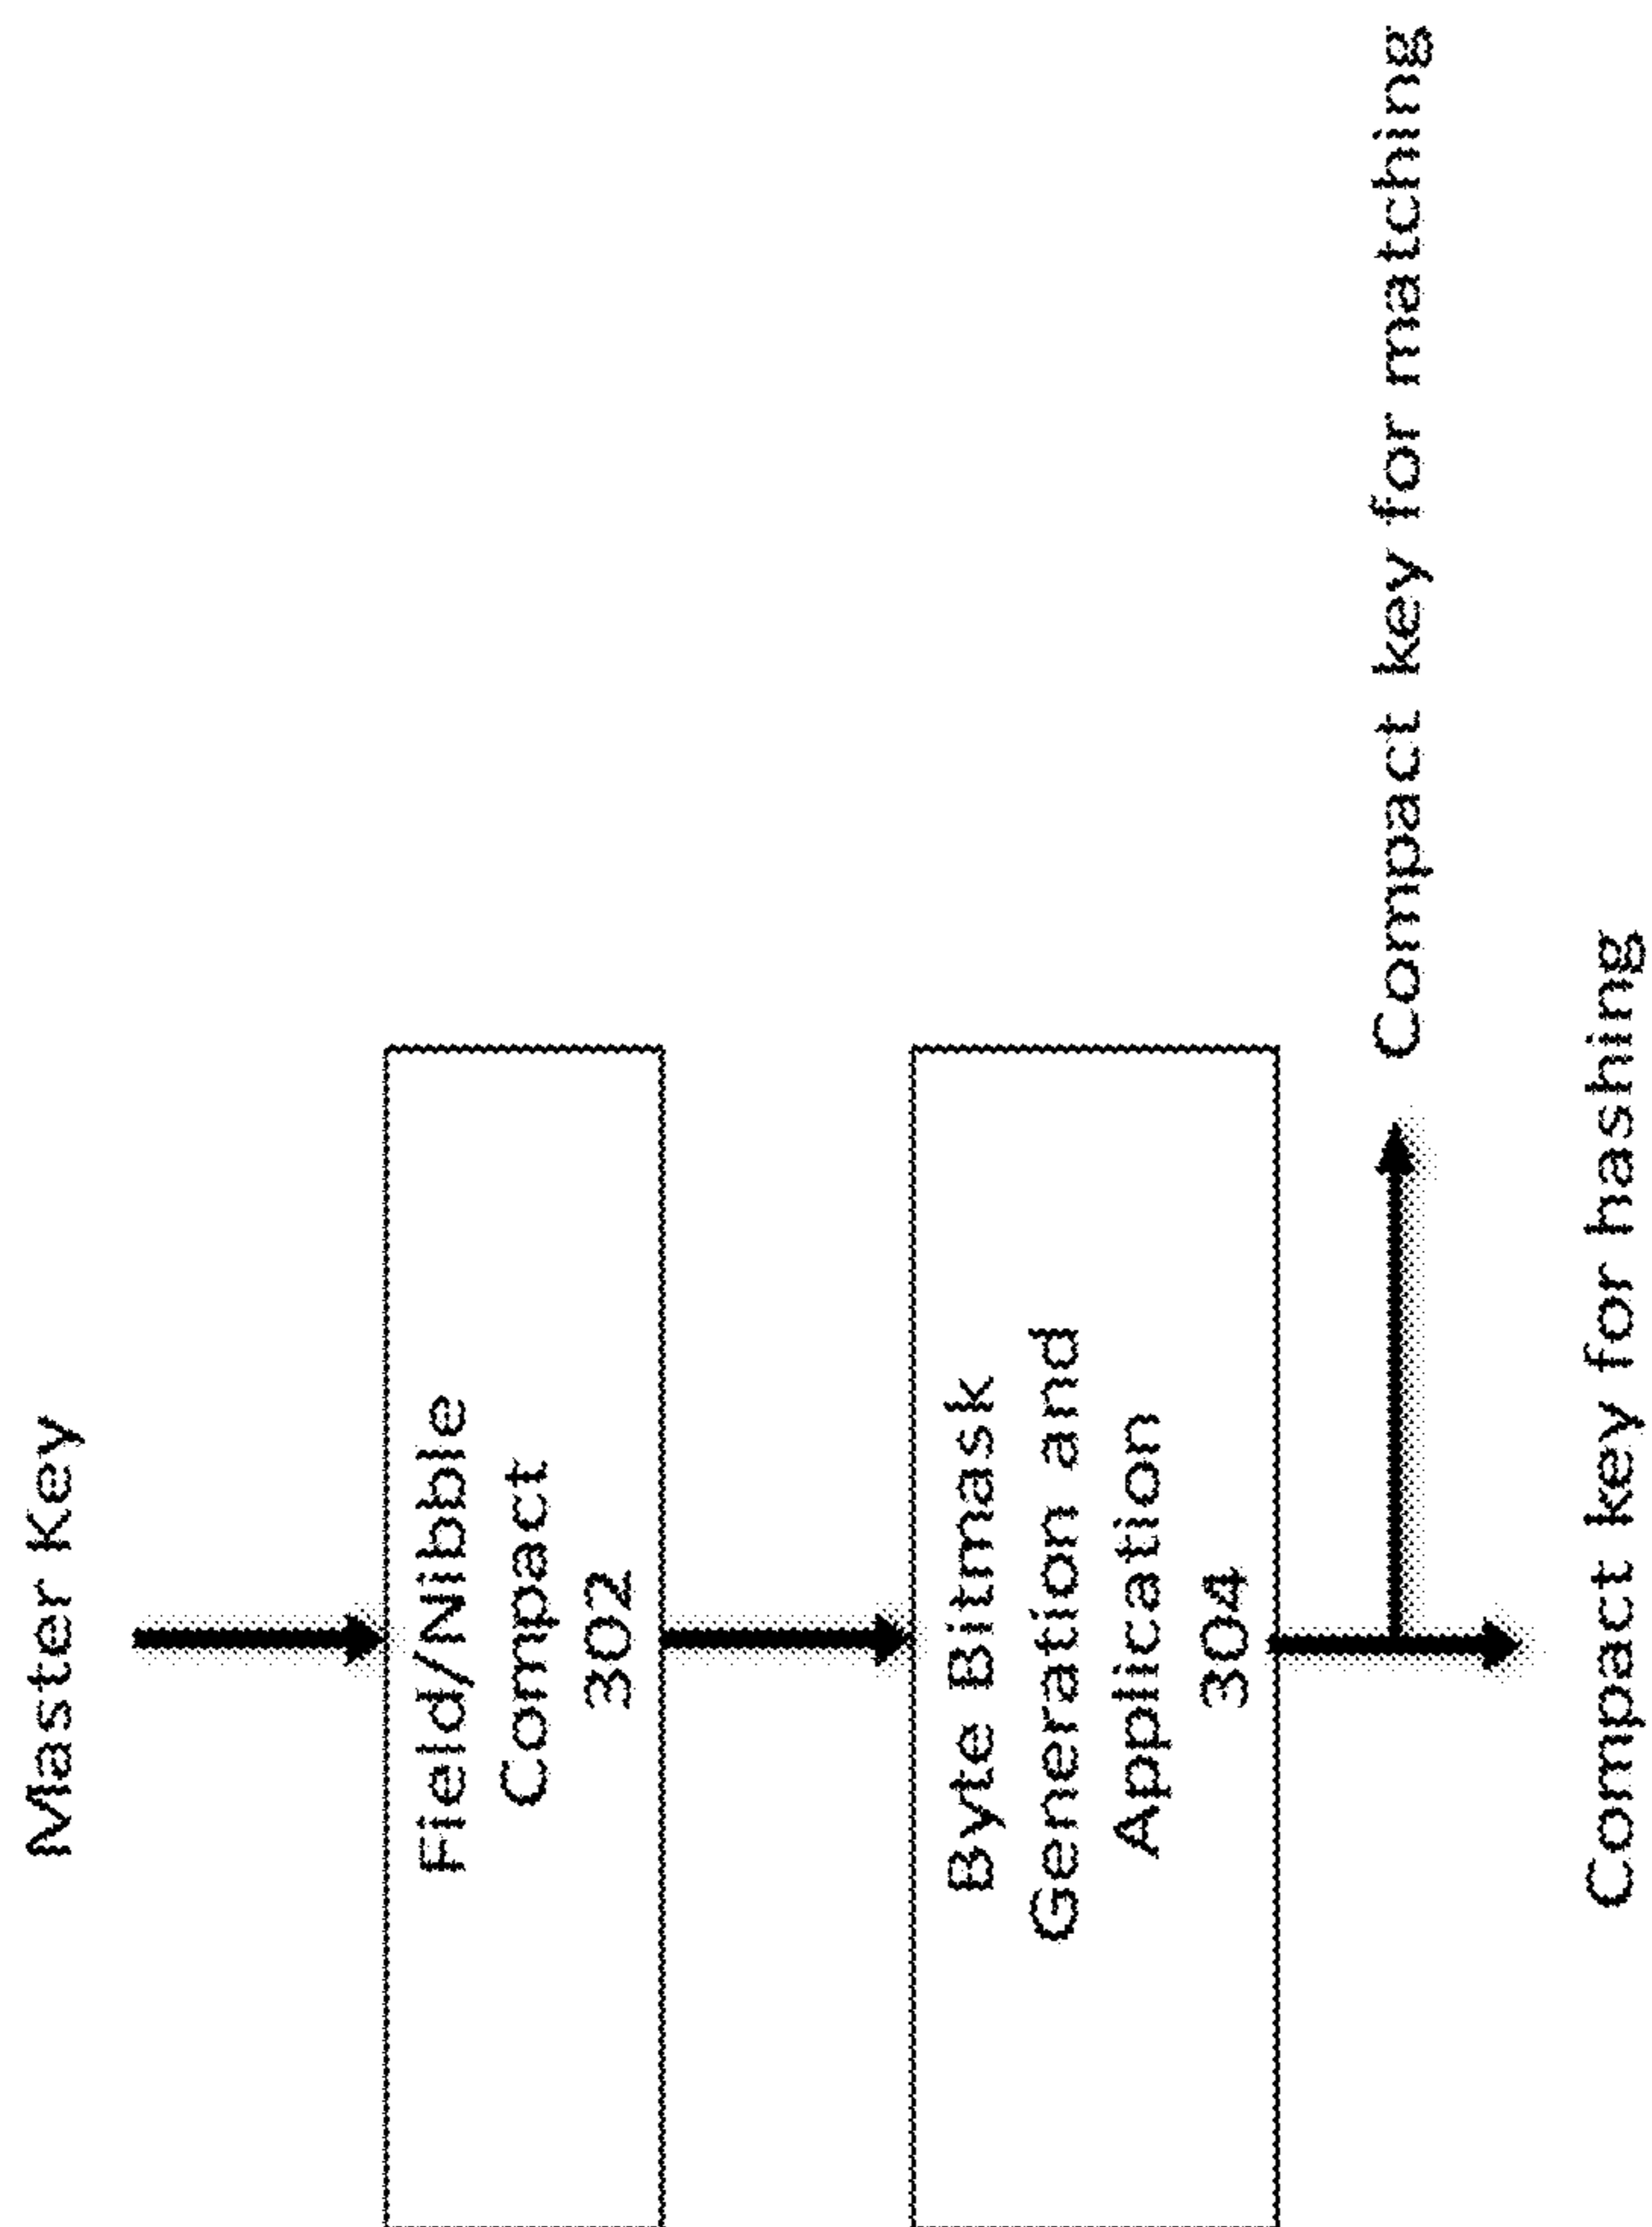 Master Key
Field/Nibble
Compact
302
Byte Bitmask
Generation and
Application
304
Compact key for matching
Compact key for hashing